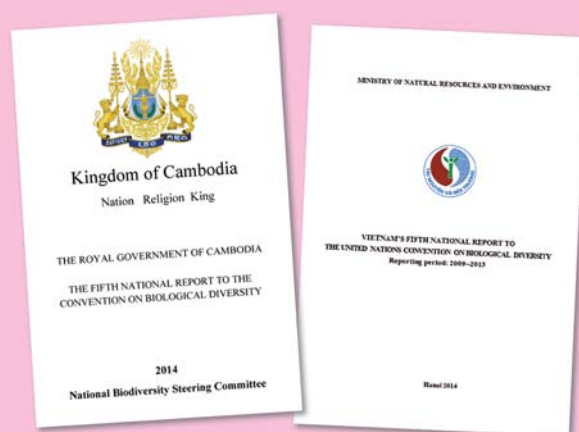 Kingdom of Cambodia
Nation Religion King
THE ROYAL GOVERNMENT OF CAMBODIA
THE FIFTH NATIONAL REPORT TO THE
CONVENTION ON BIOLOGICAL DIVERSITY
2014
National Biodiversity Steering Committee
MINISTRY OF NATURAL RESOURCES AND ENVIRONMENT
VIETNAM'S FIFTH NATIONAL REPORT TO
THE UNITED NATIONS CONVENTION ON BIOLOGICAL DIVERSITY
Reporting period: 2009-2013
Hanoi 2014